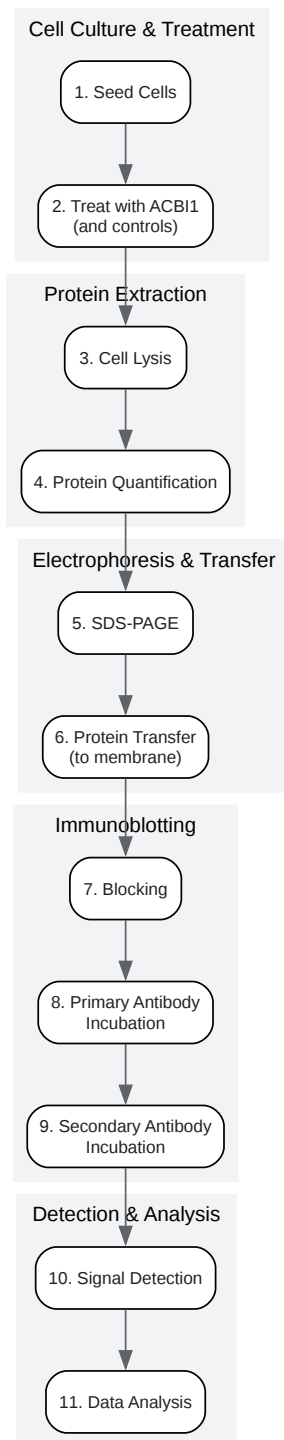 Cell Culture & Treatment
1. Seed Cells
2. Treat with ACBI1
(and controls)
Protein Extraction
3. Cell Lysis
4. Protein Quantification
Electrophoresis & Transfer
5. SDS-PAGE
6. Protein Transfer
(to membrane)
Immunoblotting
7. Blocking
8. Primary Antibody
Incubation
9. Secondary Antibody
Incubation
Detection & Analysis
10. Signal Detection
11. Data Analysis